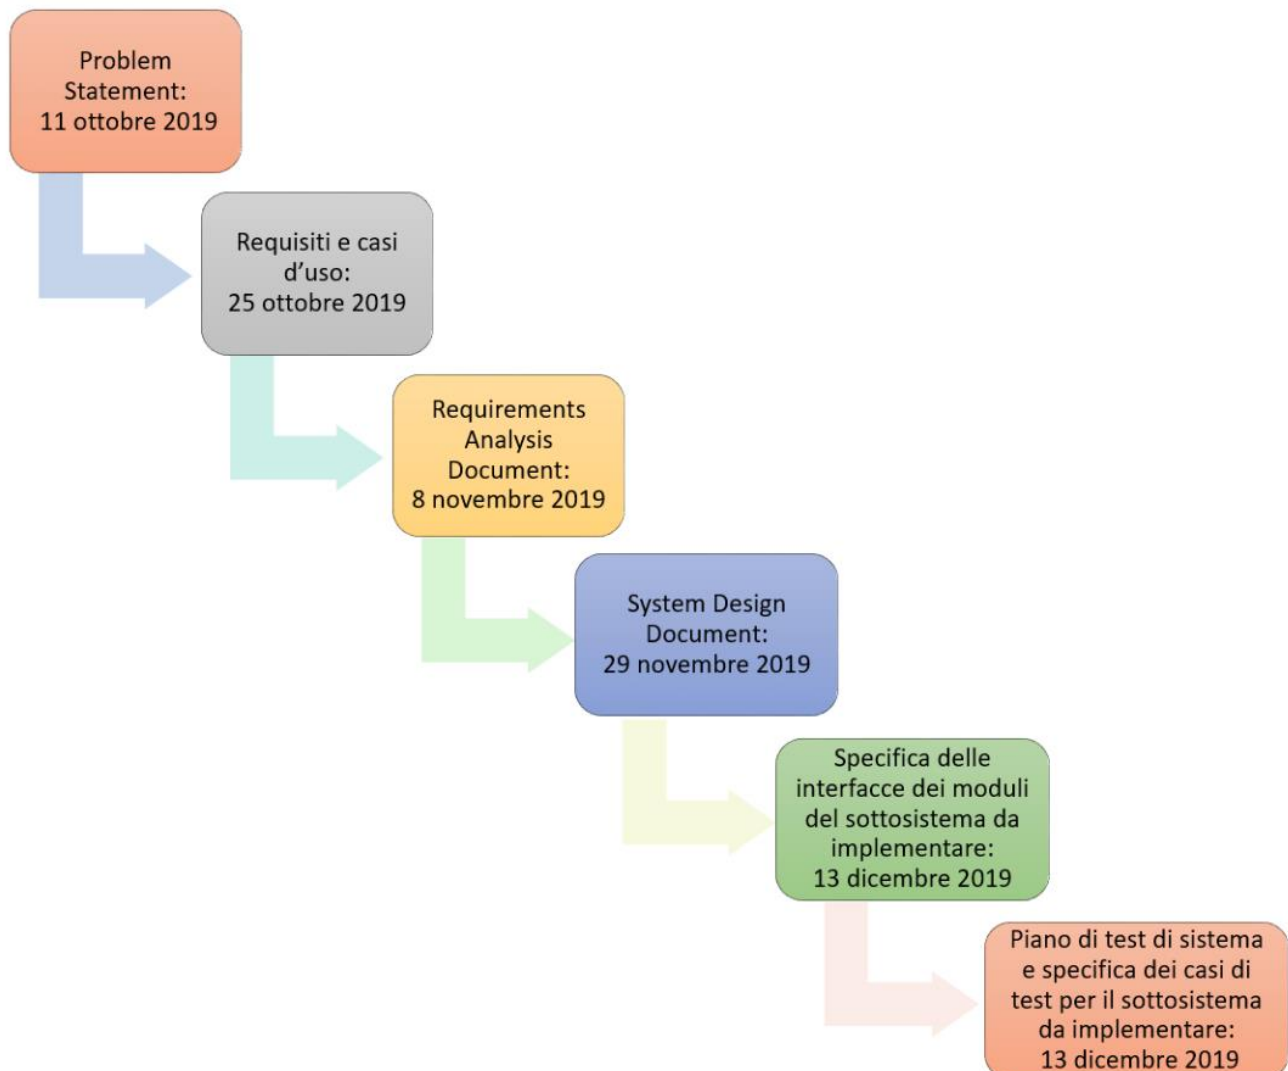 Problem
Statement:
11 ottobre 2019
Requisiti e casi
d’uso:
25 ottobre 2019
Requirements
Analysis
Document:
8 novembre 2019
System Design
Document:
29 novembre 2019
Specifica delle
interfacce dei moduli
del sottosistema da
implementare:
13 dicembre 2019
Piano di test di sistema
e specifica dei casi di
test per il sottosistema
da implementare:
13 dicembre 2019